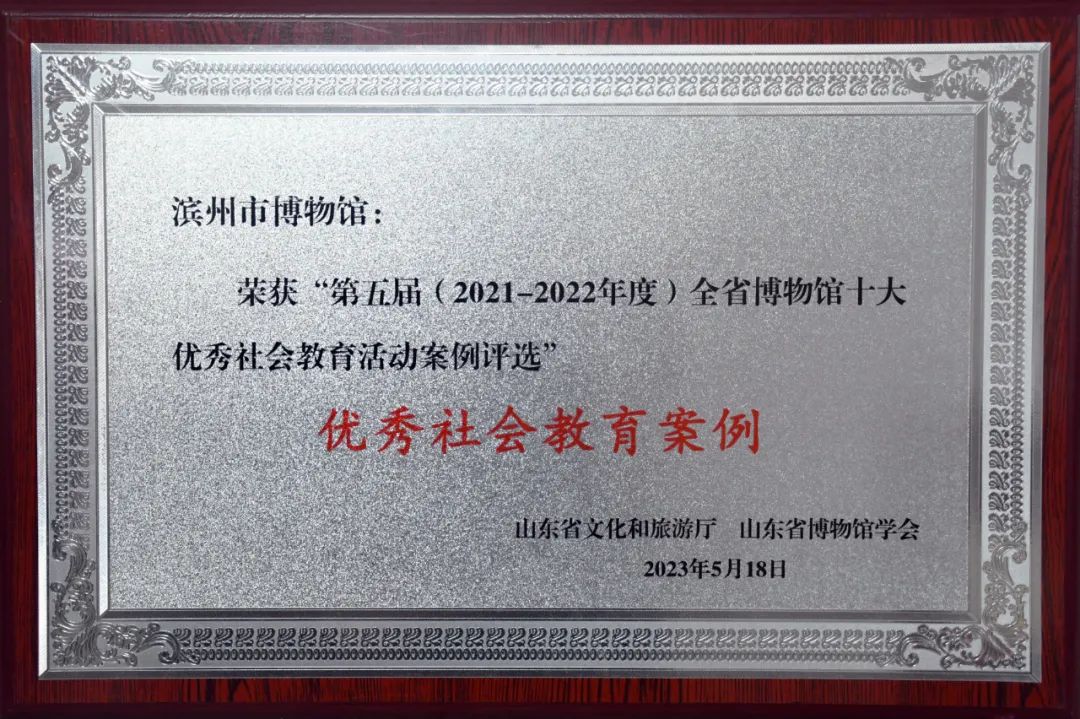 滨州市博物馆：
荣获“第五届（2021-2022年度）全省博物馆十大
优秀社会教育活动案例评选”
优秀社会教育案例
山东省文化和旅游厅 山东省博物馆学会
2023年5月18日